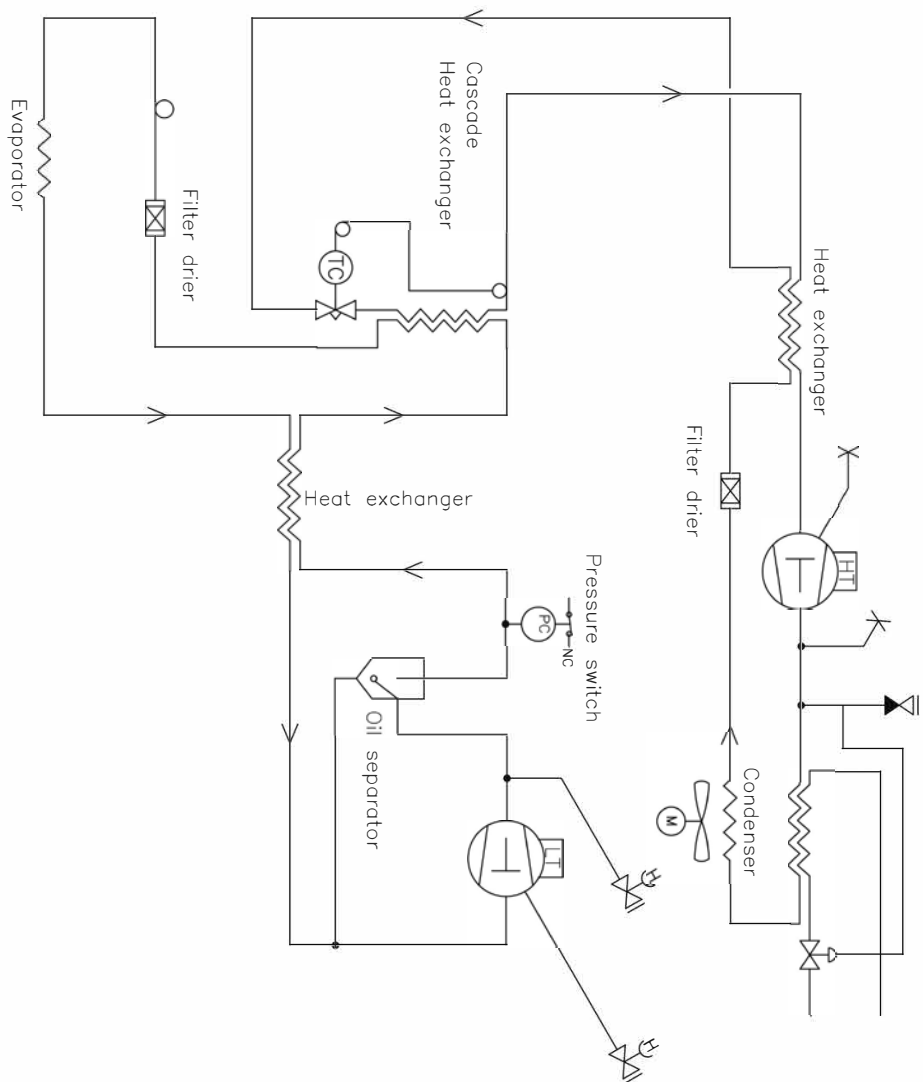 Cascade
Heat exchanger
Evaporator
Filter drier
TC
Heat exchanger
Filter drier
Heat exchanger
HT
Pressure switch
PC
NC
Oil separator
Condenser
M
LT